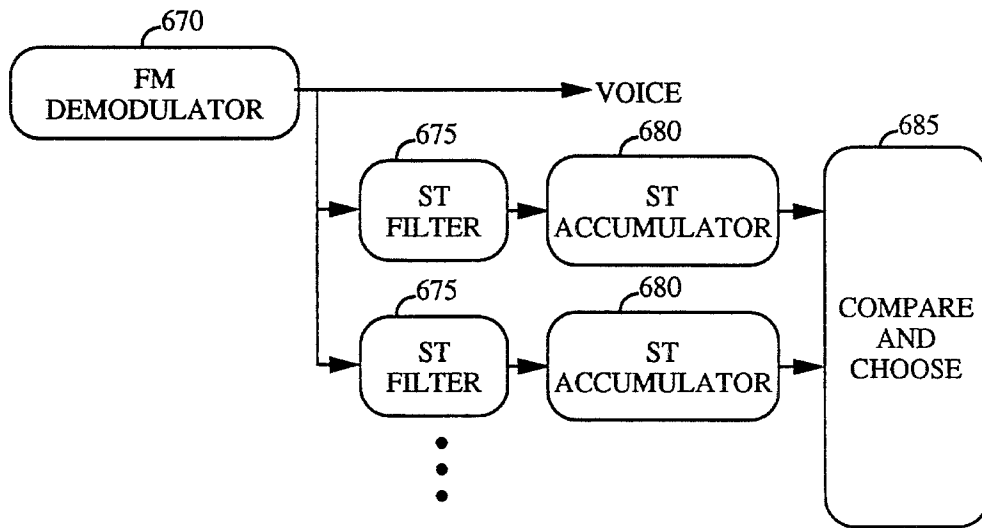 670
FM
DEMODULATOR
VOICE
675
ST
FILTER
680
ST
ACCUMULATOR
685
COMPARE
AND
CHOOSE
675
ST
FILTER
680
ST
ACCUMULATOR